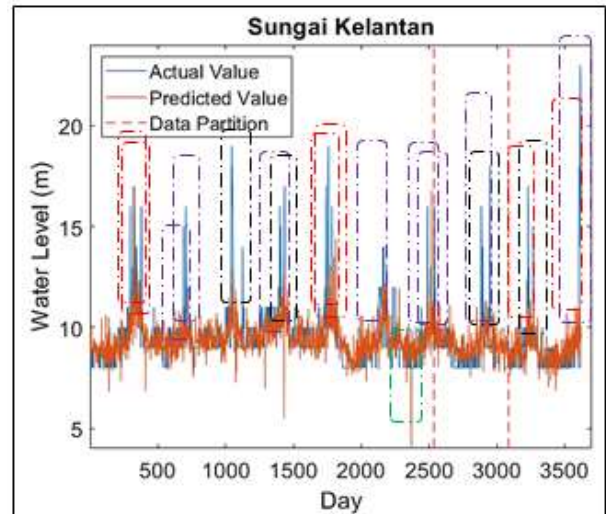 Sungai Kelantan
Actual Value
Predicted Value
Data Partition
20
15
10
5
Water Level (m)
500 1000 1500 2000 2500 3000 3500
Day